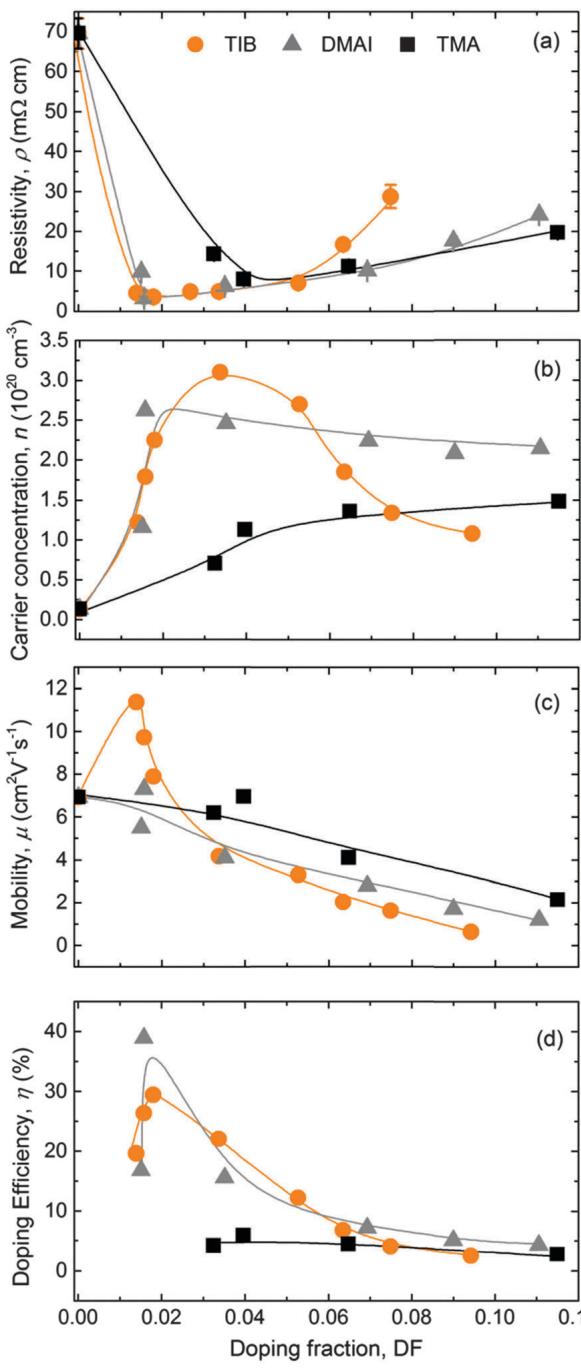 TIB DMAI TMA (a)
70
60
50
40
30
20
10
0
Resistivity, ρ (mΩ cm)
(b)
3.5
3.0
2.5
2.0
1.5
1.0
0.5
0.0
Carrier concentration, n (10²⁰ cm⁻³)
(c)
12
10
8
6
4
2
0
Mobility, μ (cm²V⁻¹s⁻¹)
(d)
40
30
20
10
0
Doping Efficiency, η (%)
0.00 0.02 0.04 0.06 0.08 0.10 0.1
Doping fraction, DF